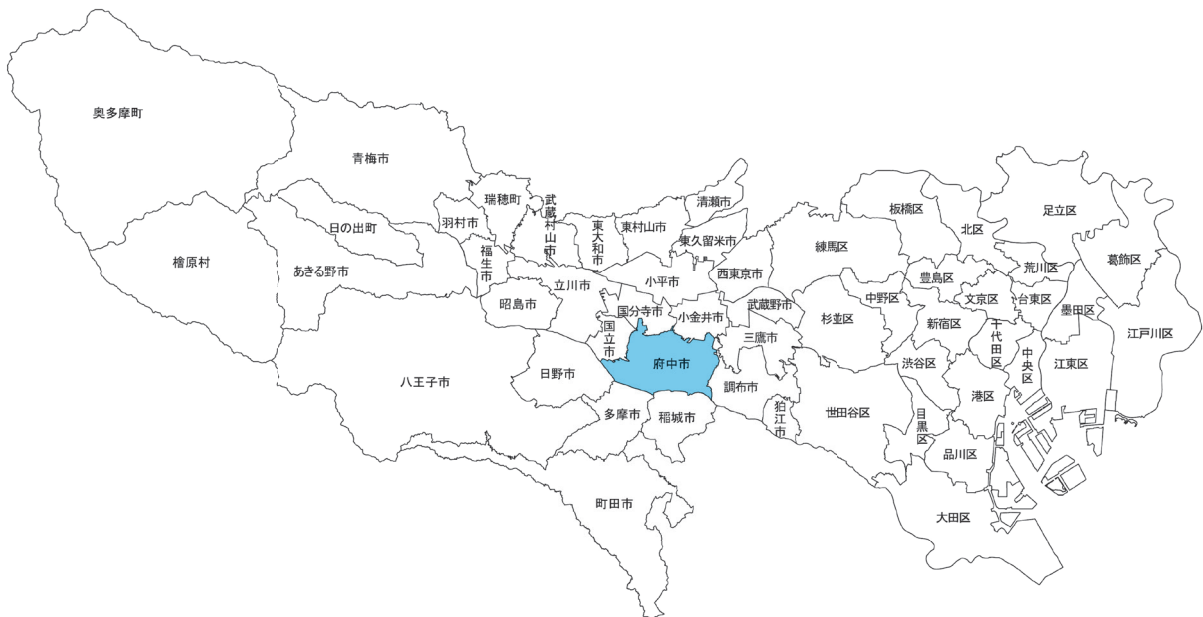 奥多摩町
青梅市
瑞穂町
羽村市
日の出町
檜原村
あきる野市
福生市
武蔵村山市
東大和市
東村山市
清瀬市
東久留米市
小平市
西東京市
立川市
昭島市
国分寺市
小金井市
武蔵野市
国立市
府中市
三鷹市
調布市
狛江市
日野市
八王子市
多摩市
稲城市
町田市
練馬区
板橋区
北区
足立区
葛飾区
荒川区
豊島区
文京区
台東区
墨田区
江戸川区
中野区
杉並区
新宿区
千代田区
中央区
江東区
渋谷区
港区
世田谷区
目黒区
品川区
大田区